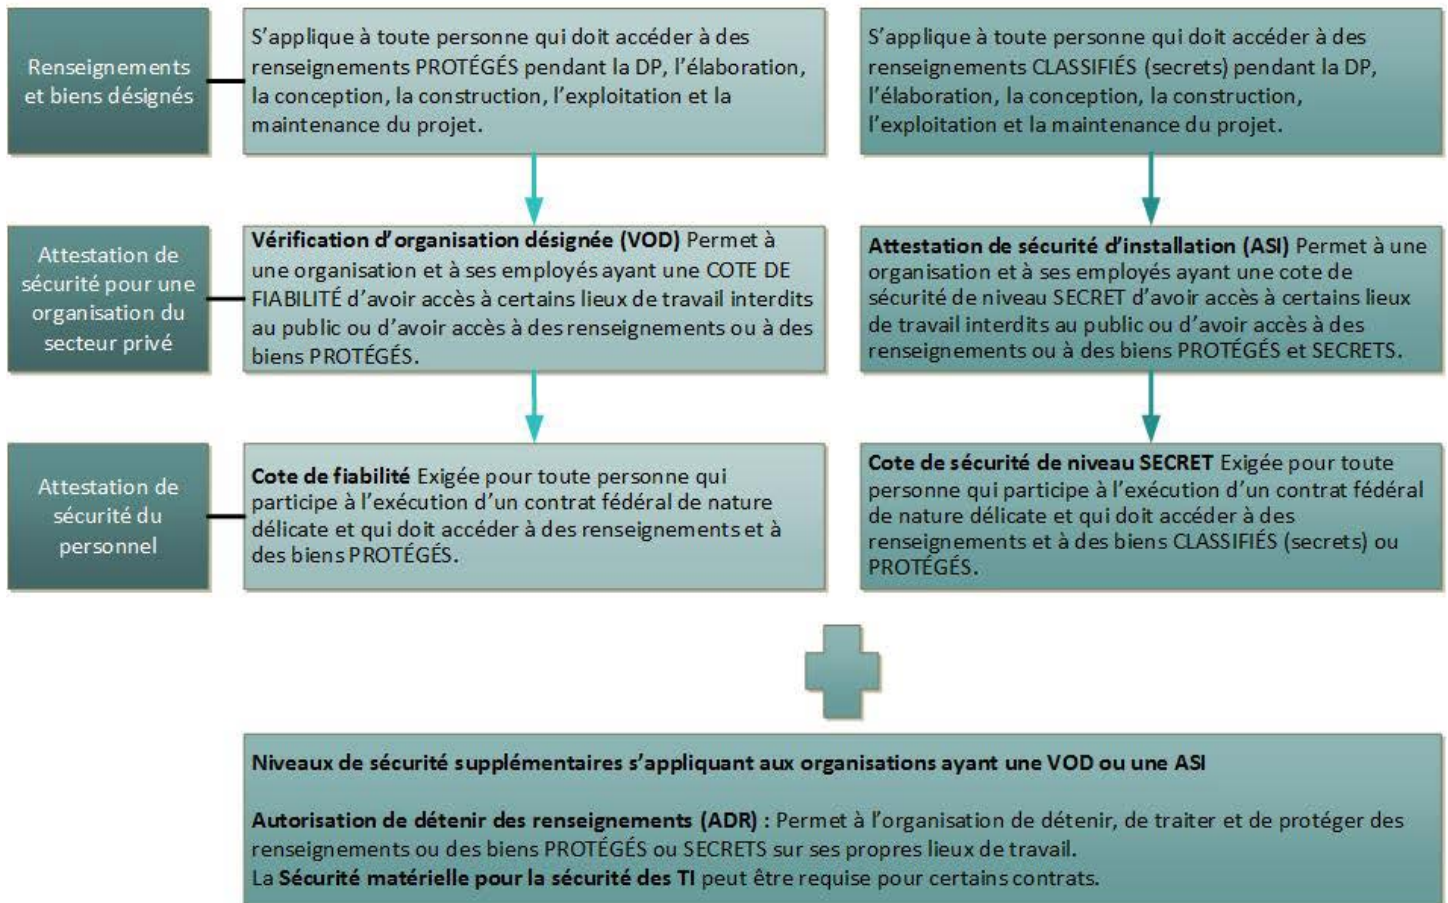 Renseignements
et biens désignés
S’applique à toute personne qui doit accéder à des
renseignements PROTÉGÉS pendant la DP, l’élaboration,
la conception, la construction, l’exploitation et la
maintenance du projet.
S’applique à toute personne qui doit accéder à des
renseignements CLASSIFIÉS (secrets) pendant la DP,
l’élaboration, la conception, la construction,
l’exploitation et la maintenance du projet.
Attestation de
sécurité pour une
organisation du
secteur privé
Vérification d’organisation désignée (VOD) Permet à
une organisation et à ses employés ayant une COTE DE
FIABILITÉ d’avoir accès à certains lieux de travail interdits
au public ou d’avoir accès à des renseignements ou à des
biens PROTÉGÉS.
Attestation de sécurité d’installation (ASI) Permet à une
organisation et à ses employés ayant une cote de
sécurité de niveau SECRET d’avoir accès à certains lieux
de travail interdits au public ou d’avoir accès à des
renseignements ou à des biens PROTÉGÉS et SECRETS.
Attestation de
sécurité du
personnel
Cote de fiabilité Exigée pour toute personne qui
participe à l’exécution d’un contrat fédéral de nature
délicate et qui doit accéder à des renseignements et à
des biens PROTÉGÉS.
Cote de sécurité de niveau SECRET Exigée pour toute
personne qui participe à l’exécution d’un contrat fédéral
de nature délicate et qui doit accéder à des
renseignements et à des biens CLASSIFIÉS (secrets) ou
PROTÉGÉS.
Niveaux de sécurité supplémentaires s’appliquant aux organisations ayant une VOD ou une ASI
Autorisation de détenir des renseignements (ADR) : Permet à l’organisation de détenir, de traiter et de protéger des
renseignements ou des biens PROTÉGÉS ou SECRETS sur ses propres lieux de travail.
La Sécurité matérielle pour la sécurité des TI peut être requise pour certains contrats.